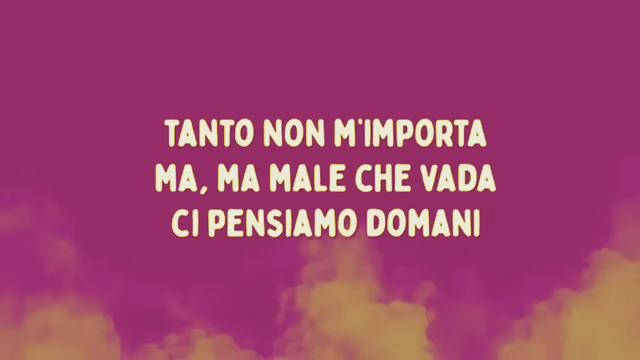 TANTO NON M'IMPORTA
MA, MA MALE CHE VADA
CI PENSIAMO DOMANI